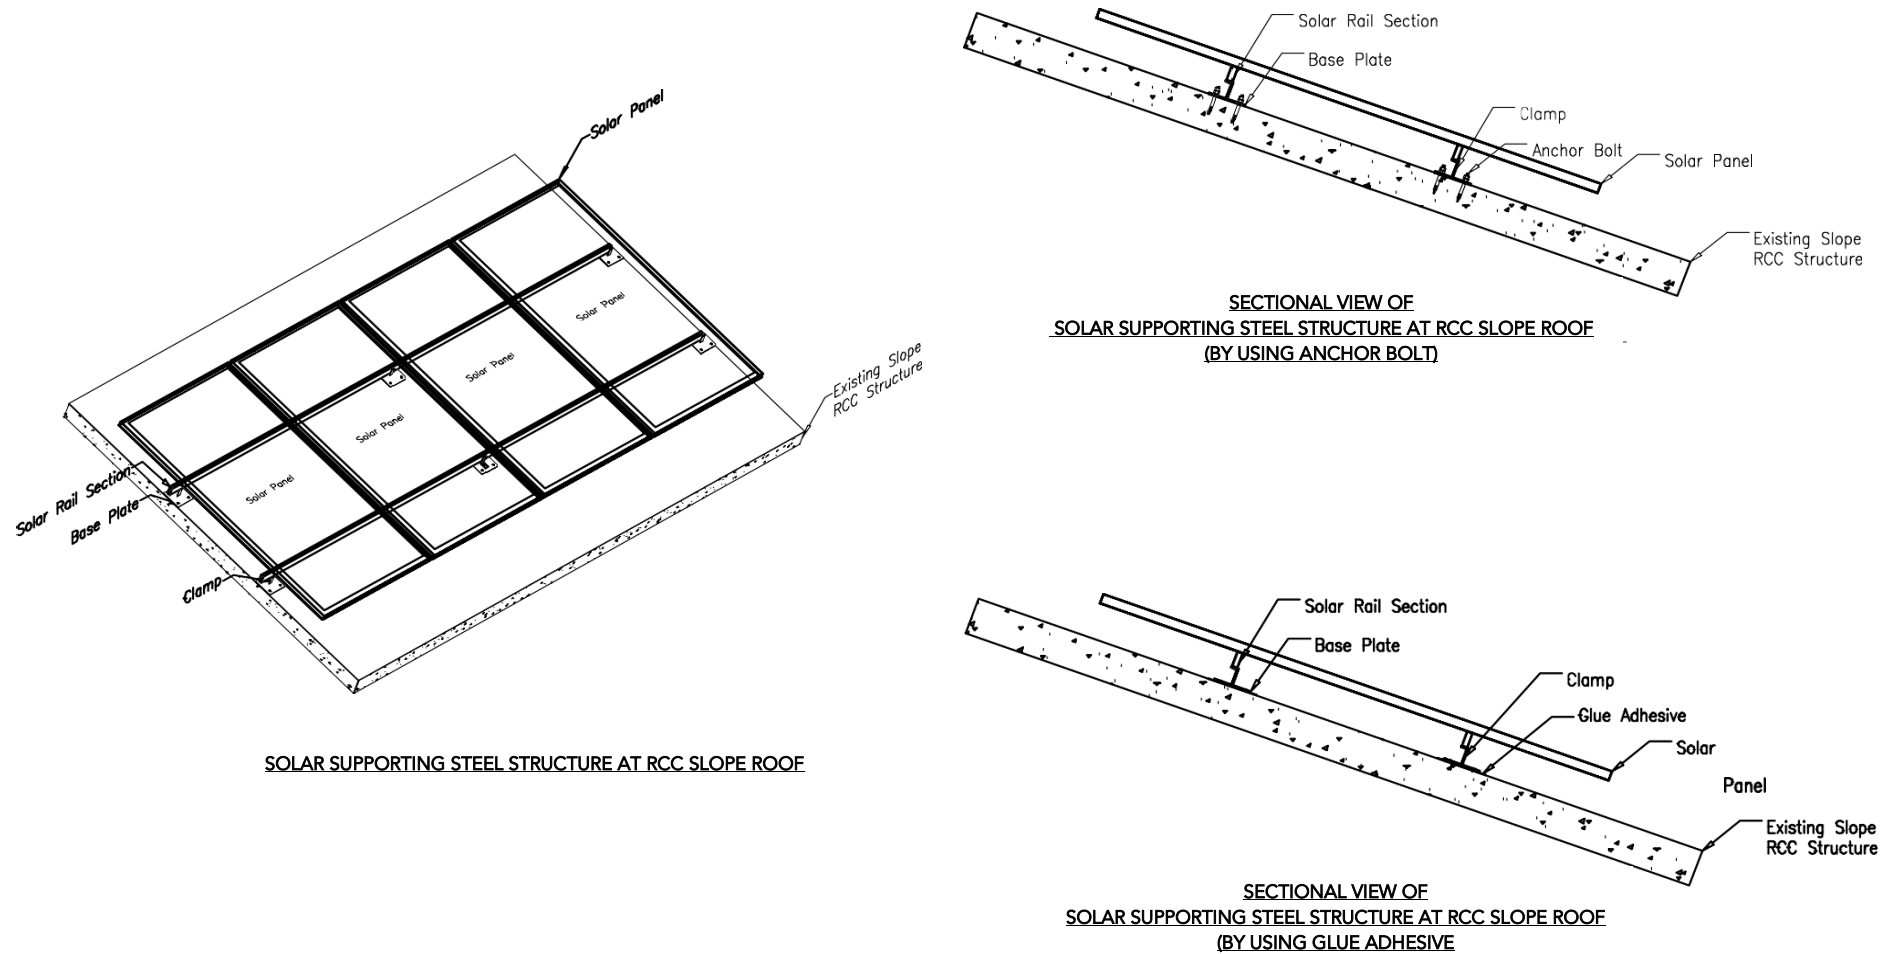 Solar Panel
Solar Panel
Solar Panel
Solar Panel
Solar Panel
Existing Slope
RCC Structure
Solar Rail Section
Base Plate
Clamp
SOLAR SUPPORTING STEEL STRUCTURE AT RCC SLOPE ROOF
Solar Rail Section
Base Plate
Clamp
Anchor Bolt
Solar Panel
Existing Slope
RCC Structure
SECTIONAL VIEW OF
SOLAR SUPPORTING STEEL STRUCTURE AT RCC SLOPE ROOF
(BY USING ANCHOR BOLT)
Solar Rail Section
Base Plate
Clamp
Glue Adhesive
Solar
Panel
Existing Slope
RCC Structure
SECTIONAL VIEW OF
SOLAR SUPPORTING STEEL STRUCTURE AT RCC SLOPE ROOF
(BY USING GLUE ADHESIVE